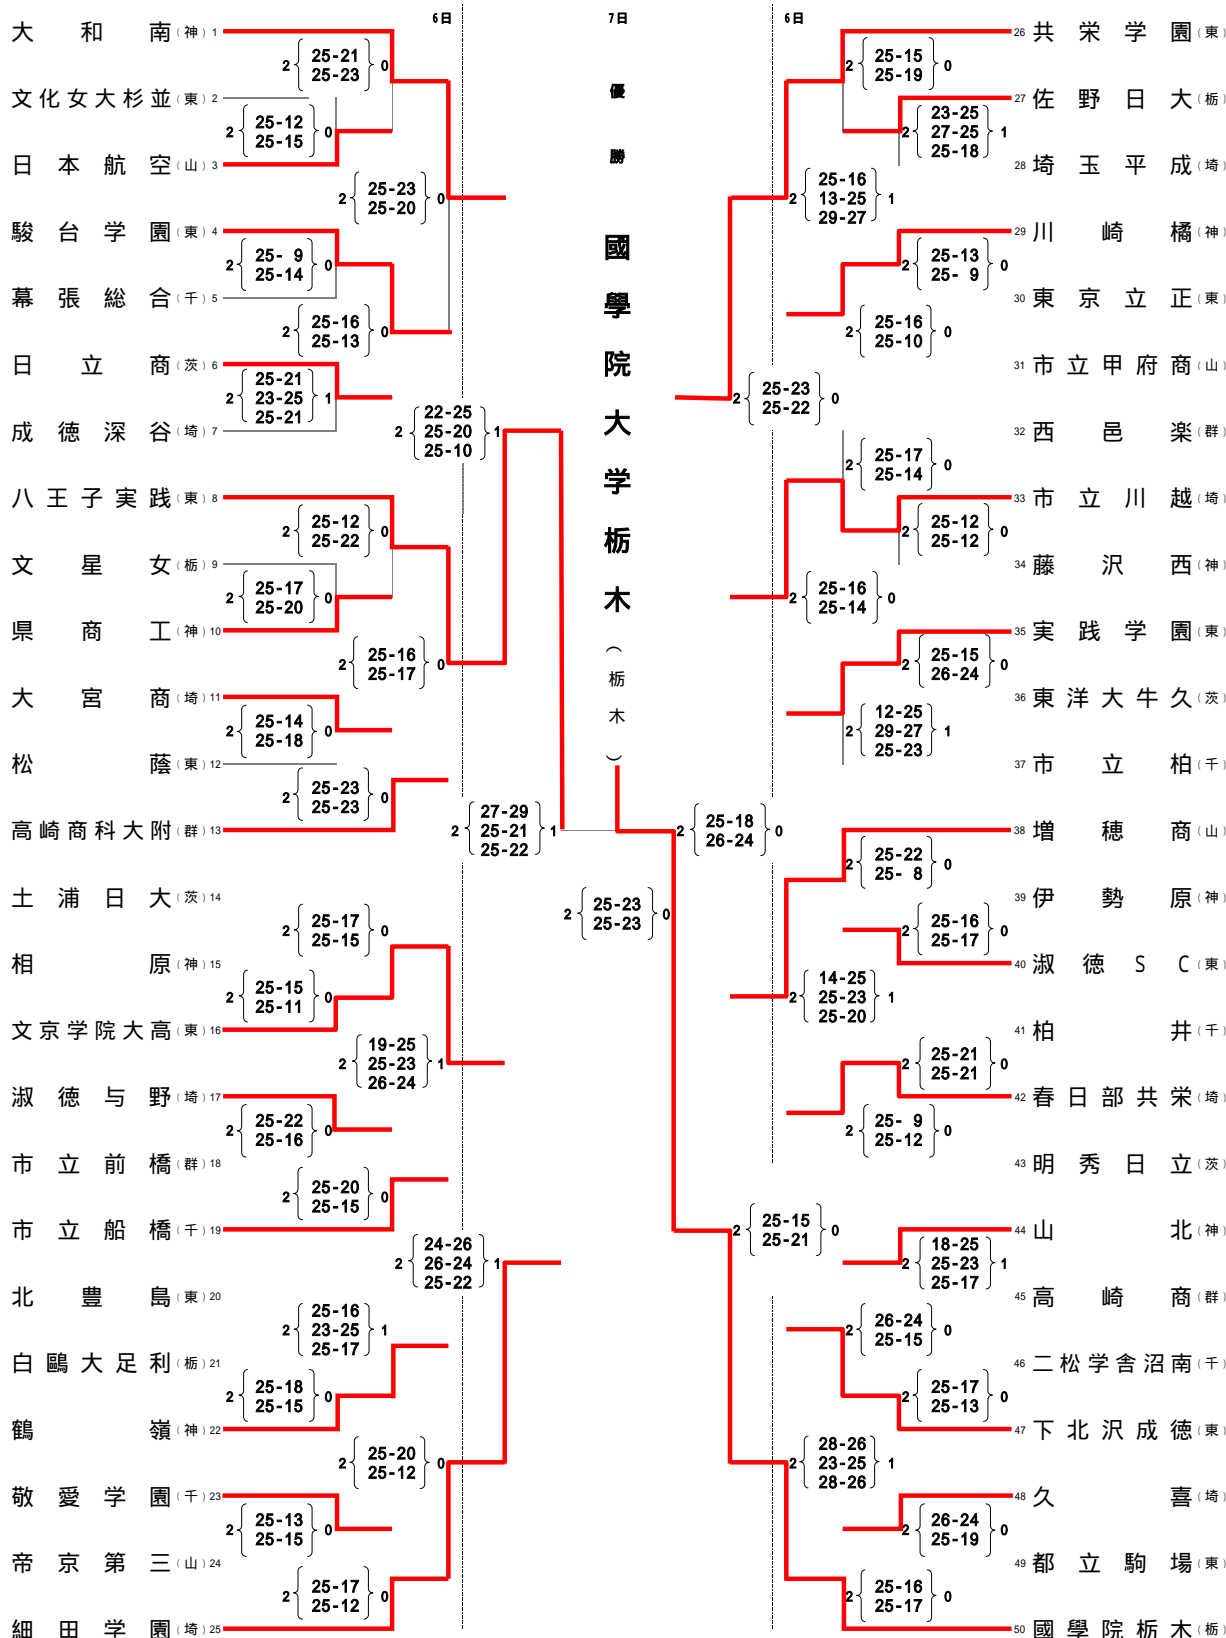 6日
7日
6日
優勝
國學院大学栃木
（栃木）
大和南（神）1
文化女大杉並（東）2
日本航空（山）3
駿台学園（東）4
幕張総合（千）5
日立商（茨）6
成徳深谷（埼）7
八王子実践（東）8
文星女（栃）9
県商工（神）10
大宮商（埼）11
松蔭（東）12
高崎商科大附（群）13
土浦日大（茨）14
相原（神）15
文京学院大高（東）16
淑徳与野（埼）17
市立前橋（群）18
市立船橋（千）19
北豊島（東）20
白鷗大足利（栃）21
鶴嶺（神）22
敬愛学園（千）23
帝京第三（山）24
細田学園（埼）25
2 25-21 0
25-23
2 25-12 0
25-15
2 25-23 0
25-20
2 25- 9 0
25-14
2 25-16 0
25-13
2 25-21 1
23-25
25-21
2 22-25 1
25-20
25-10
2 25-12 0
25-22
2 25-17 0
25-20
2 25-16 0
25-17
2 25-14 0
25-18
2 25-23 0
25-23
2 27-29 1
25-21
25-22
2 25-17 0
25-15
2 25-15 0
25-11
2 19-25 1
25-23
26-24
2 25-22 0
25-16
2 25-20 0
25-15
2 24-26 1
26-24
25-22
2 25-16 1
23-25
25-17
2 25-18 0
25-15
2 25-20 0
25-12
2 25-13 0
25-15
2 25-17 0
25-12
2 25-23 0
25-23
26 共栄学園（東）
27 佐野日大（栃）
28 埼玉平成（埼）
29 川崎橘（神）
30 東京立正（東）
31 市立甲府商（山）
32 西邑楽（群）
33 市立川越（埼）
34 藤沢西（神）
35 実践学園（東）
36 東洋大牛久（茨）
37 市立柏（千）
38 増穂商（山）
39 伊勢原（神）
40 淑徳SC（東）
41 柏井（千）
42 春日部共栄（埼）
43 明秀日立（茨）
44 山北（神）
45 高崎商（群）
46 二松学舎沼南（千）
47 下北沢成徳（東）
48 久喜（埼）
49 都立駒場（東）
50 國學院栃木（栃）
2 25-15 0
25-19
2 23-25 1
27-25
25-18
2 25-16 1
13-25
29-27
2 25-13 0
25- 9
2 25-16 0
25-10
2 25-23 0
25-22
2 25-17 0
25-14
2 25-12 0
25-12
2 25-16 0
25-14
2 25-15 0
26-24
2 12-25 1
29-27
25-23
2 25-18 0
26-24
2 25-22 0
25- 8
2 25-16 0
25-17
2 14-25 1
25-23
25-20
2 25-21 0
25-21
2 25- 9 0
25-12
2 25-15 0
25-21
2 18-25 1
25-23
25-17
2 26-24 0
25-15
2 25-17 0
25-13
2 28-26 1
23-25
28-26
2 26-24 0
25-19
2 25-16 0
25-17